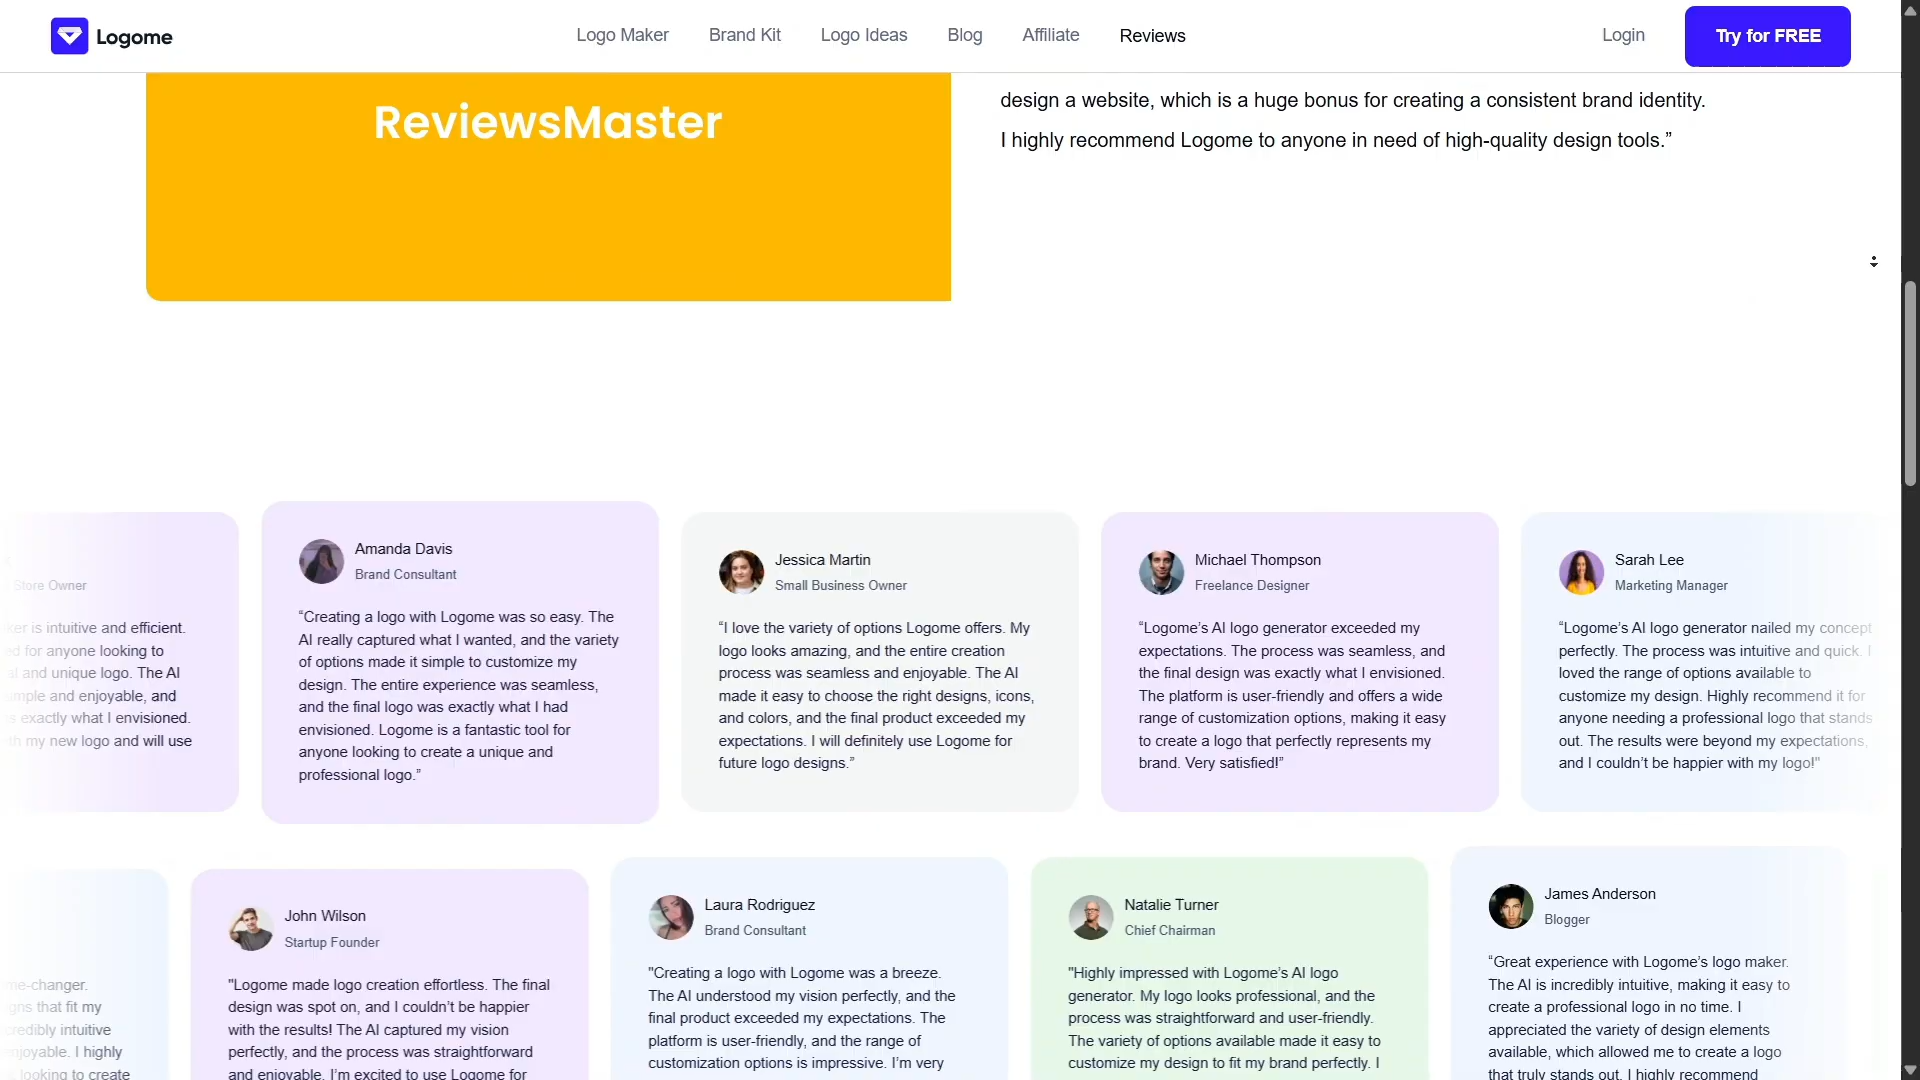 Logome
Logo Maker
Brand Kit
Logo Ideas
Blog
Affiliate
Reviews
Login
Try for FREE
ReviewsMaster
design a website, which is a huge bonus for creating a consistent brand identity.
I highly recommend Logome to anyone in need of high-quality design tools.”
Store Owner
is intuitive and efficient.
for anyone looking to
and unique logo. The AI
simple and enjoyable, and
exactly what I envisioned.
with my new logo and will use
Amanda Davis
Brand Consultant
“Creating a logo with Logome was so easy. The
AI really captured what I wanted, and the variety
of options made it simple to customize my
design. The entire experience was seamless,
and the final logo was exactly what I had
envisioned. Logome is a fantastic tool for
anyone looking to create a unique and
professional logo.”
Jessica Martin
Small Business Owner
“I love the variety of options Logome offers. My
logo looks amazing, and the entire creation
process was seamless and enjoyable. The AI
made it easy to choose the right designs, icons,
and colors, and the final product exceeded my
expectations. I will definitely use Logome for
future logo designs.”
Michael Thompson
Freelance Designer
“Logome’s AI logo generator exceeded my
expectations. The process was seamless, and
the final design was exactly what I envisioned.
The platform is user-friendly and offers a wide
range of customization options, making it easy
to create a logo that perfectly represents my
brand. Very satisfied!”
Sarah Lee
Marketing Manager
“Logome’s AI logo generator nailed my concept
perfectly. The process was intuitive and quick. I
loved the range of options available to
customize my design. Highly recommend it for
anyone needing a professional logo that stands
out. The results were beyond my expectations,
and I couldn’t be happier with my logo!"
that fit my
intuitive
I highly
looking to create
John Wilson
Startup Founder
"Logome made logo creation effortless. The final
design was spot on, and I couldn’t be happier
with the results! The AI captured my vision
perfectly, and the process was straightforward
and enjoyable. I’m excited to use Logome for
Laura Rodriguez
Brand Consultant
"Creating a logo with Logome was a breeze.
The AI understood my vision perfectly, and the
final product exceeded my expectations. The
platform is user-friendly, and the range of
customization options is impressive. I’m very
Natalie Turner
Chief Chairman
"Highly impressed with Logome’s AI logo
generator. My logo looks professional, and the
process was straightforward and user-friendly.
The variety of options available made it easy to
customize my design to fit my brand perfectly. I
James Anderson
Blogger
“Great experience with Logome’s logo maker.
The AI is incredibly intuitive, making it easy to
create a professional logo in no time. I
appreciated the variety of design elements
available, which allowed me to create a logo
that truly stands out. I highly recommend